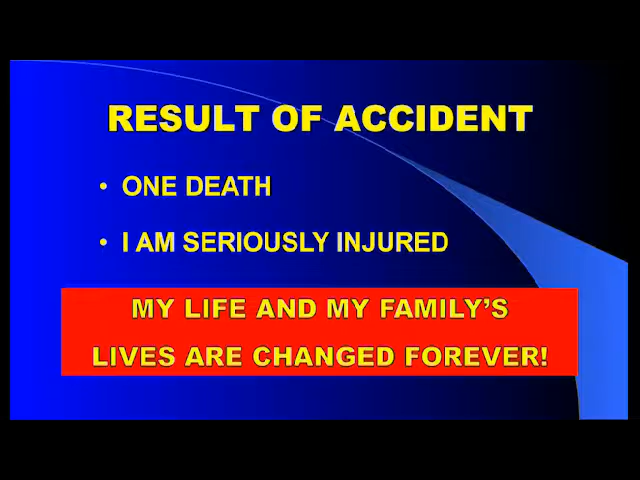 RESULT OF ACCIDENT
• ONE DEATH
• I AM SERIOUSLY INJURED
MY LIFE AND MY FAMILY'S
LIVES ARE CHANGED FOREVER!